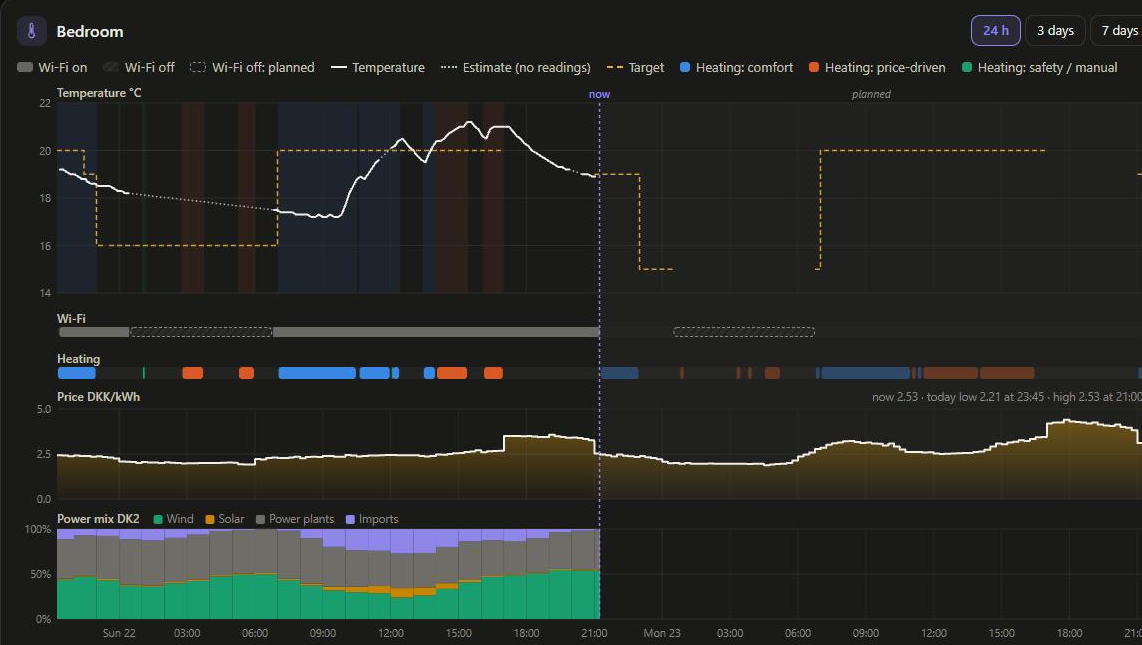 Bedroom
24 h 3 days 7 days
Wi-Fi on Wi-Fi off Wi-Fi off: planned Temperature Estimate (no readings) Target Heating: comfort Heating: price-driven Heating: safety / manual
Temperature °C
now
planned
22
20
18
16
14
Wi-Fi
Heating
Price DKK/kWh
now 2.53 · today low 2.21 at 23:45 · high 2.53 at 21:00
5.0
2.5
0.0
Power mix DK2 Wind Solar Power plants Imports
100%
50%
0%
Sun 22 03:00 06:00 09:00 12:00 15:00 18:00 21:00 Mon 23 03:00 06:00 09:00 12:00 15:00 18:00 21:0